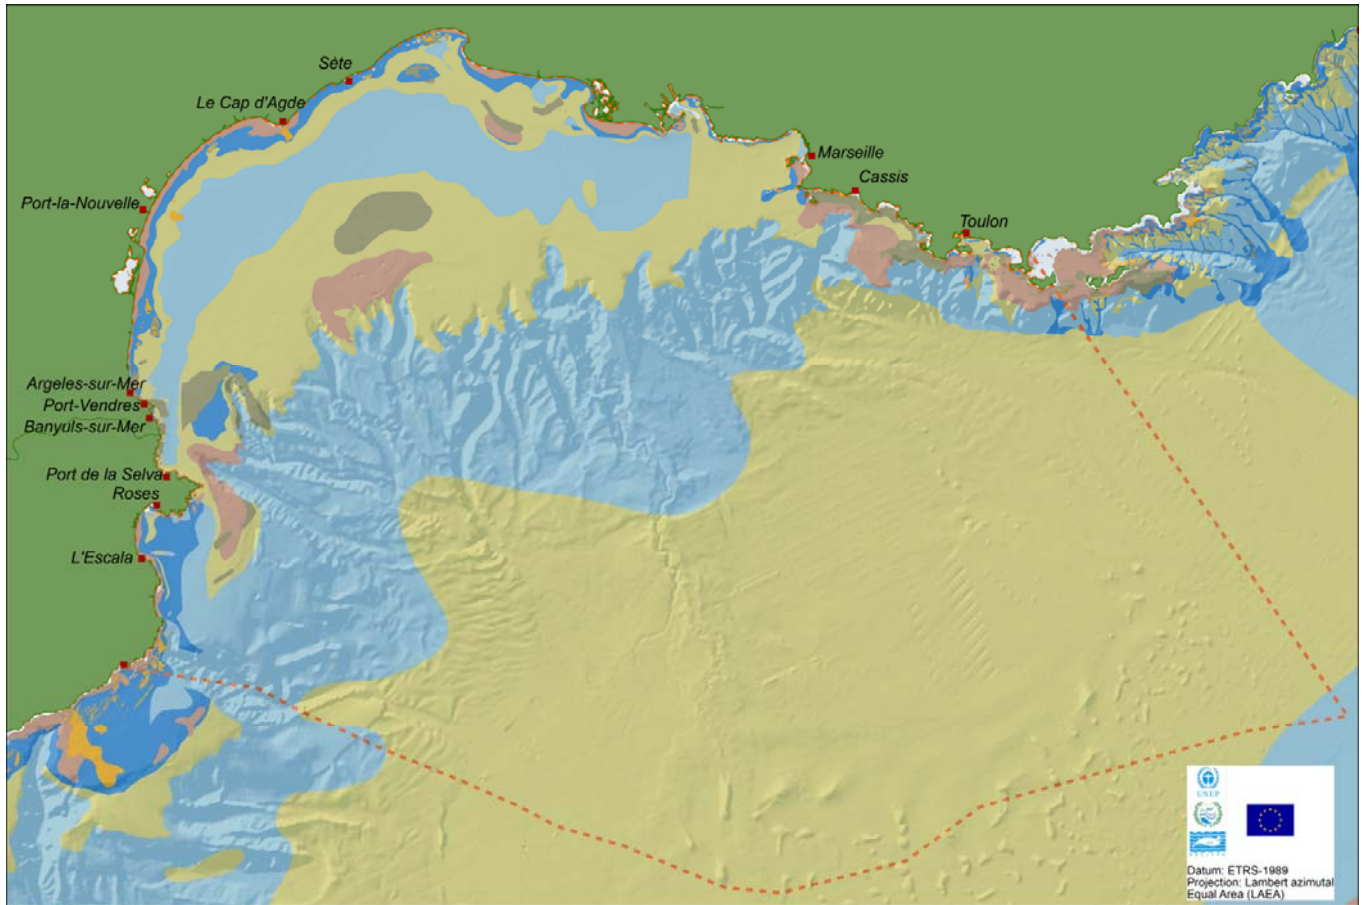 Sète
Le Cap d'Agde
Marseille
Cassis
Port-la-Nouvelle
Toulon
Argeles-sur-Mer
Port-Vendres
Banyuls-sur-Mer
Port de la Selva
Roses
L'Escala
UNEP
Datum: ETRS-1989
Projection: Lambert azimutal
Equal Area (LAEA)